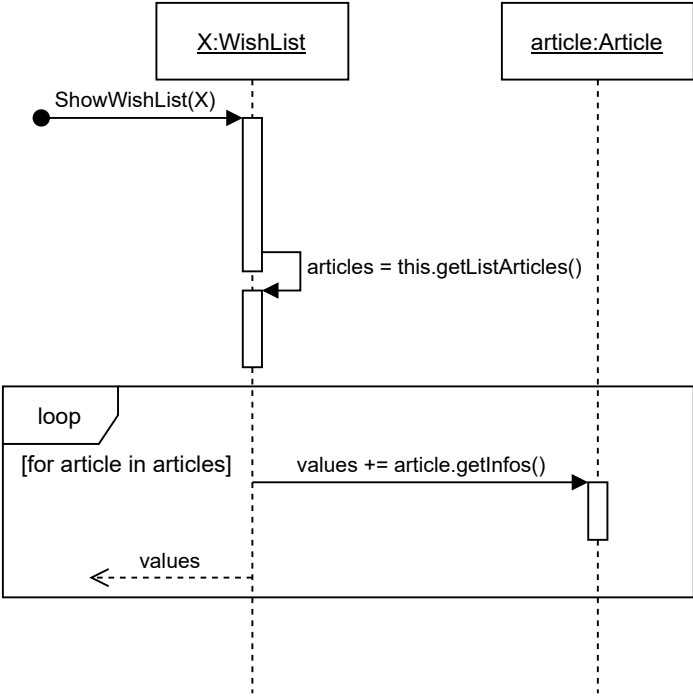 X:WishList
article:Article
ShowWishList(X)
articles = this.getListArticles()
loop
[for article in articles]
values += article.getInfos()
values